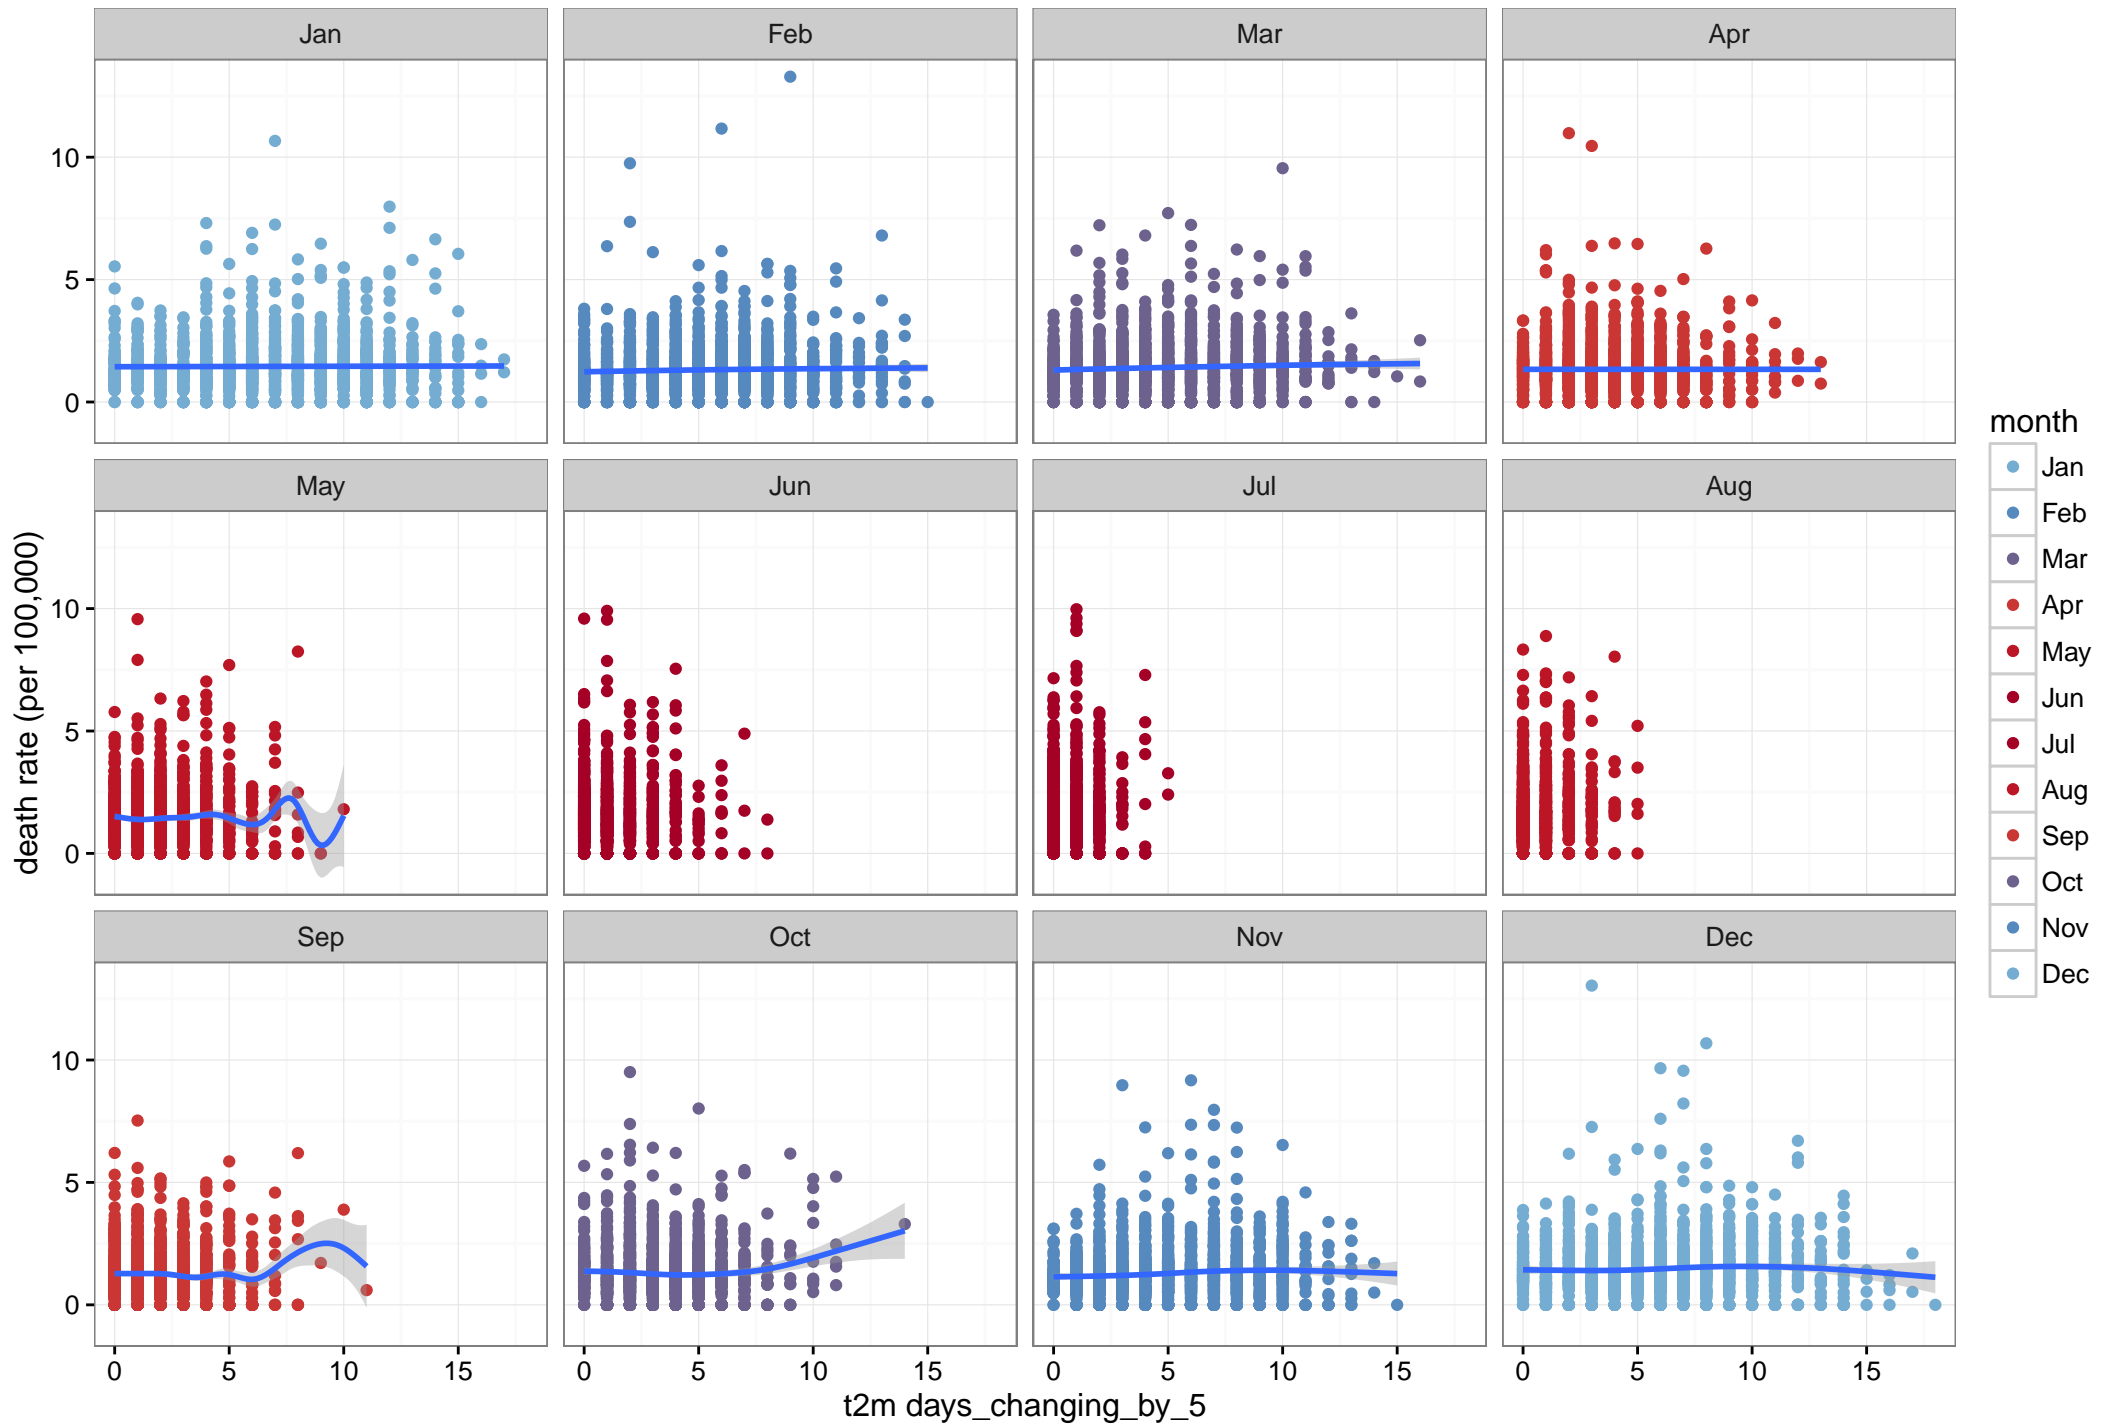 Jan Feb Mar Apr
10
5
0
May Jun Jul Aug
10
5
0
Sep Oct Nov Dec
10
5
0
0 5 10 15 0 5 10 15 0 5 10 15 0 5 10 15
t2m days_changing_by_5
death rate (per 100,000)
month
Jan
Feb
Mar
Apr
May
Jun
Jul
Aug
Sep
Oct
Nov
Dec